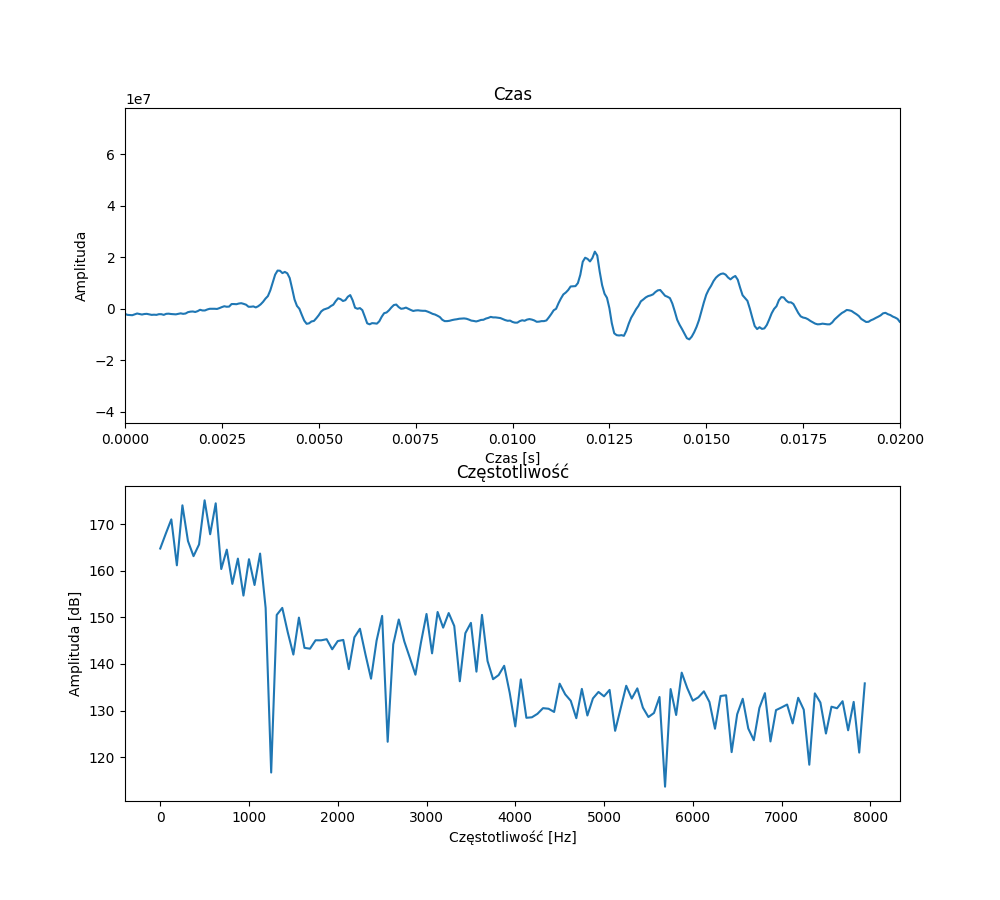 Czas
1e7
Amplituda
6
4
2
0
−2
−4
0.0000 0.0025 0.0050 0.0075 0.0100 0.0125 0.0150 0.0175 0.0200
Czas [s]
Częstotliwość
Amplituda [dB]
170
160
150
140
130
120
0 1000 2000 3000 4000 5000 6000 7000 8000
Częstotliwość [Hz]